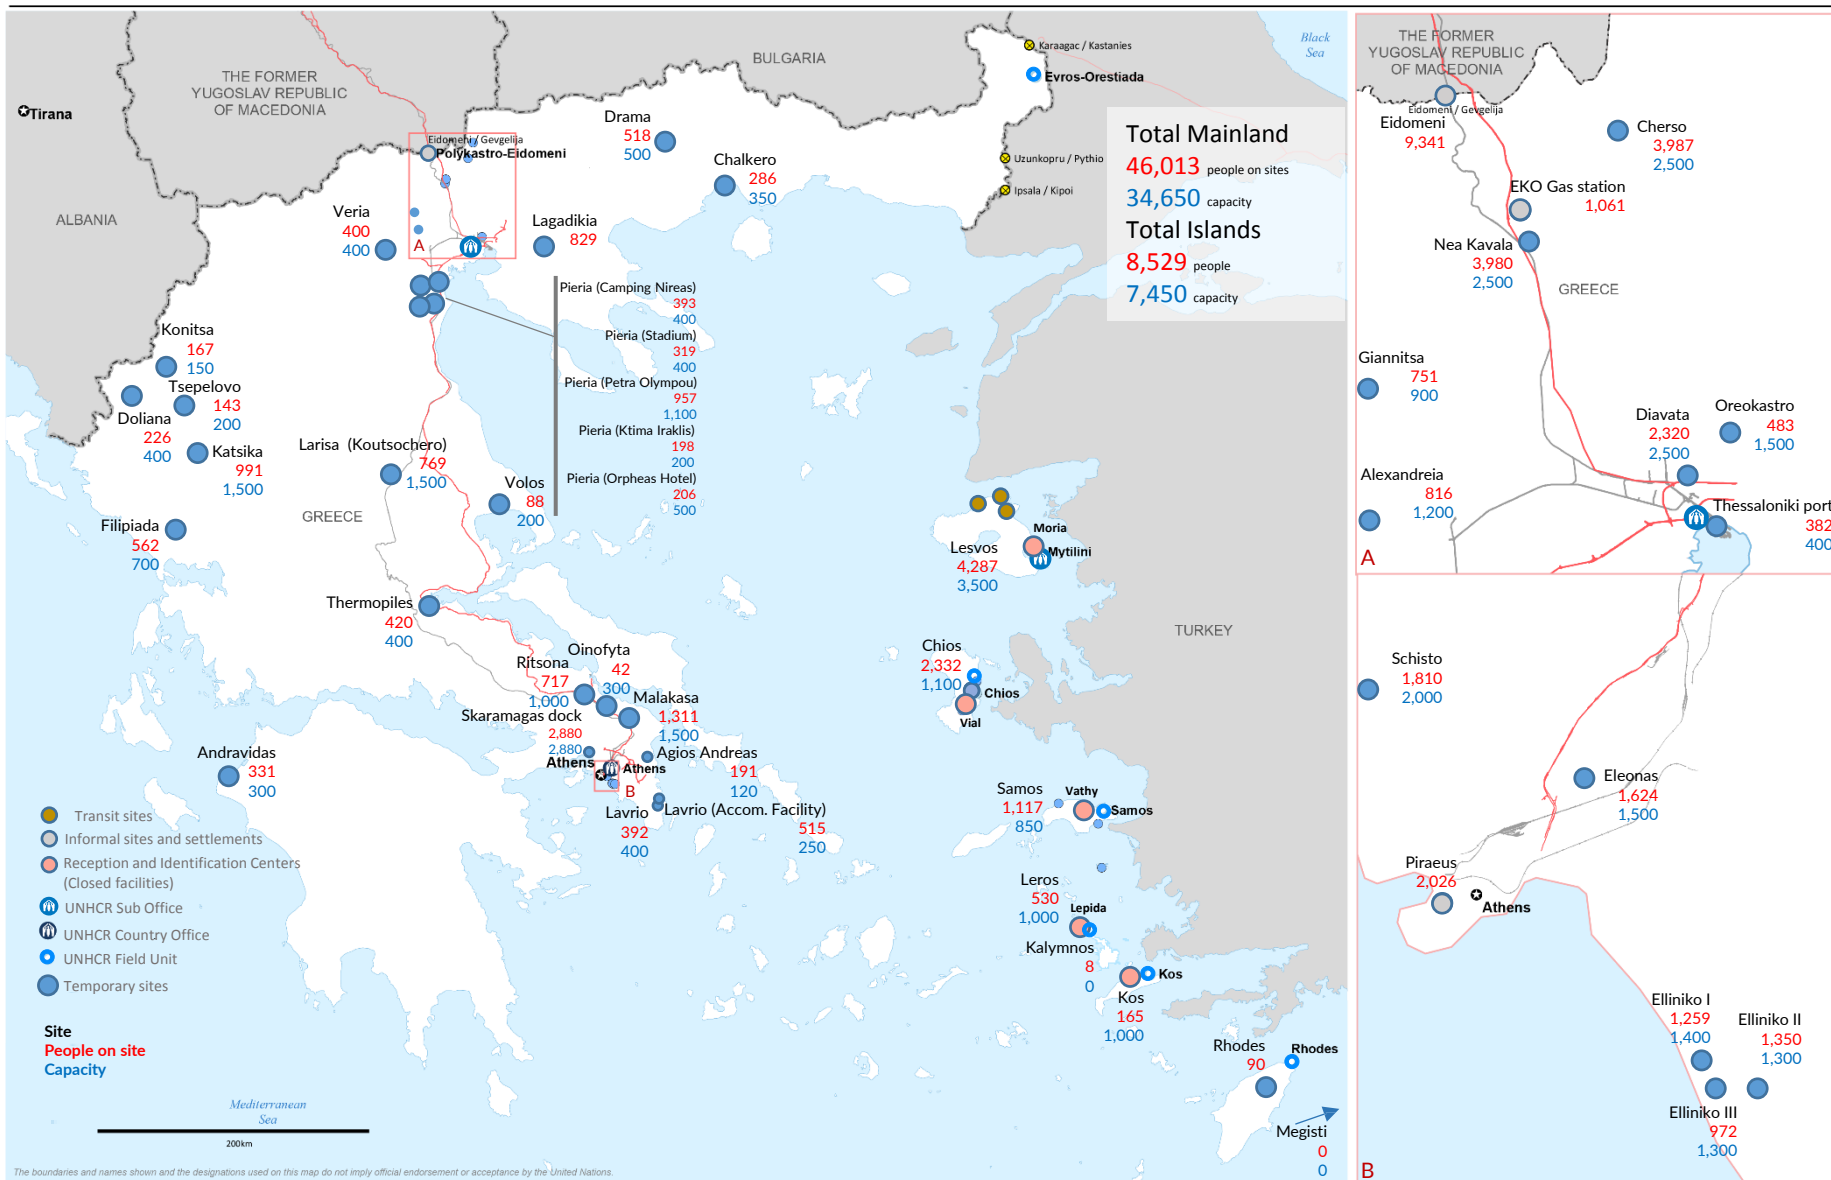 Tirana
THE FORMER
YUGOSLAV REPUBLIC
OF MACEDONIA
BULGARIA
ALBANIA
Black
Sea
Karaagac / Kastanies
Evros-Orestiada
Uzunkopru / Pythio
Ipsala / Kipoi
Total Mainland
46,013 people on sites
34,650 capacity
Total Islands
8,529 people
7,450 capacity
Eidomeni / Gevgelija
Polykastro-Eidomeni
A
Drama
518
500
Chalkero
286
350
Veria
400
400
Lagadikia
829
Pieria (Camping Nireas)
393
400
Pieria (Stadium)
319
400
Pieria (Petra Olympou)
957
1,100
Pieria (Ktima Iraklis)
198
200
Pieria (Orpheas Hotel)
206
500
Konitsa
167
150
Tsepelovo
143
200
Doliana
226
400
Katsika
991
1,500
Larisa (Koutsochero)
769
1,500
Volos
88
200
GREECE
Filipiada
562
700
Thermopiles
420
400
Oinofyta
42
300
Ritsona
717
1,000
Malakasa
1,311
1,500
Skaramagas dock
2,880
2,880
Athens
Athens
B
Agios Andreas
191
120
Lavrio (Accom. Facility)
515
250
Lavrio
392
400
Andravidas
331
300
Moria
Mytilini
Lesvos
4,287
3,500
TURKEY
Chios
2,332
1,100
Chios
Vial
Samos
1,117
850
Vathy
Samos
Leros
530
1,000
Lepida
Kalymnos
8
0
Kos
Kos
165
1,000
Rhodes
90
Rhodes
Megisti
0
0
Transit sites
Informal sites and settlements
Reception and Identification Centers
(Closed facilities)
UNHCR Sub Office
UNHCR Country Office
UNHCR Field Unit
Temporary sites
Site
People on site
Capacity
Mediterranean
Sea
200km
The boundaries and names shown and the designations used on this map do not imply official endorsement or acceptance by the United Nations.
THE FORMER
YUGOSLAV REPUBLIC
OF MACEDONIA
Eidomeni / Gevgelija
Eidomeni
9,341
Cherso
3,987
2,500
EKO Gas station
1,061
Nea Kavala
3,980
2,500
GREECE
Giannitsa
751
900
Diavata
2,320
2,500
Oreokastro
483
1,500
Alexandreia
816
1,200
Thessaloniki port
382
400
A
Schisto
1,810
2,000
Eleonas
1,624
1,500
Piraeus
2,026
Athens
Elliniko I
1,259
1,400
Elliniko II
1,350
1,300
Elliniko III
972
1,300
B